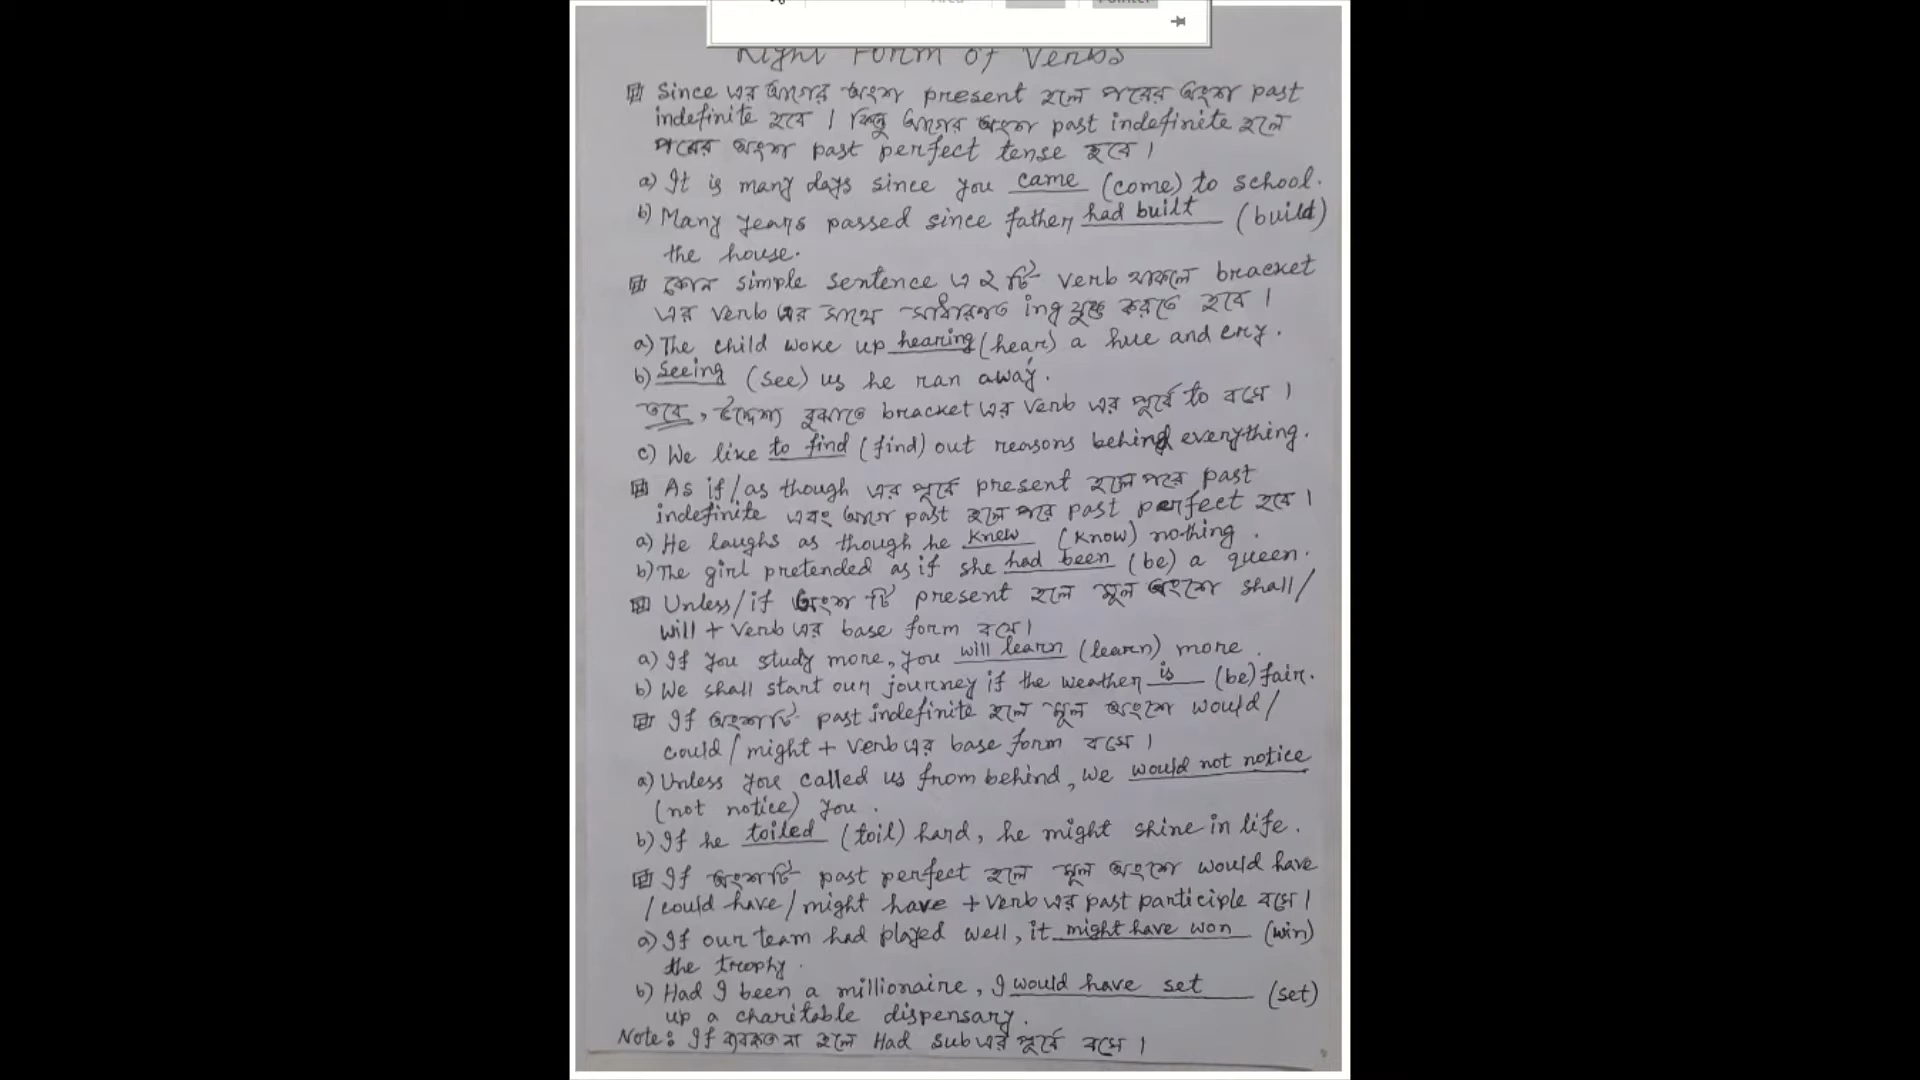 Right Form of Verbs
Since এর আগের অংশ present হলে পরের অংশ past
indefinite হবে। কিন্তু আগের অংশ past indefinite হলে
পরের অংশ past perfect tense হবে।
a) It is many days since you came (come) to school.
b) Many years passed since father had built (build)
the house.
কোন simple sentence এ ২টি verb থাকলে bracket
এর verb এর সাথে সাধারণত ing যুক্ত করতে হবে।
a) The child woke up hearing (hear) a hue and cry.
b) Seeing (see) us he ran away.
তবে, উদ্দেশ্য বুঝাতে bracket এর verb এর পূর্বে to বসে।
c) We like to find (find) out reasons behind everything.
As if/as though এর পূর্বে present হলে পরে past
indefinite এবং আগে past হলে পরে past perfect হবে।
a) He laughs as though he knew (know) nothing.
b) The girl pretended as if she had been (be) a queen.
Unless/if অংশ টি present হলে মূল অংশে shall/
will + verb এর base form বসে।
a) If you study more, you will learn (learn) more.
b) We shall start our journey if the weather is (be) fair.
If অংশটি past indefinite হলে মূল অংশে would/
could/might + verb এর base form বসে।
a) Unless you called us from behind, we would not notice
(not notice) you.
b) If he toiled (toil) hard, he might shine in life.
If অংশটি past perfect হলে মূল অংশে would have
/could have/might have + verb এর past participle বসে।
a) If our team had played well, it might have won (win)
the trophy.
b) Had I been a millionaire, I would have set (set)
up a charitable dispensary.
Note: If ব্যবহৃত না হলে Had sub এর পূর্বে বসে।